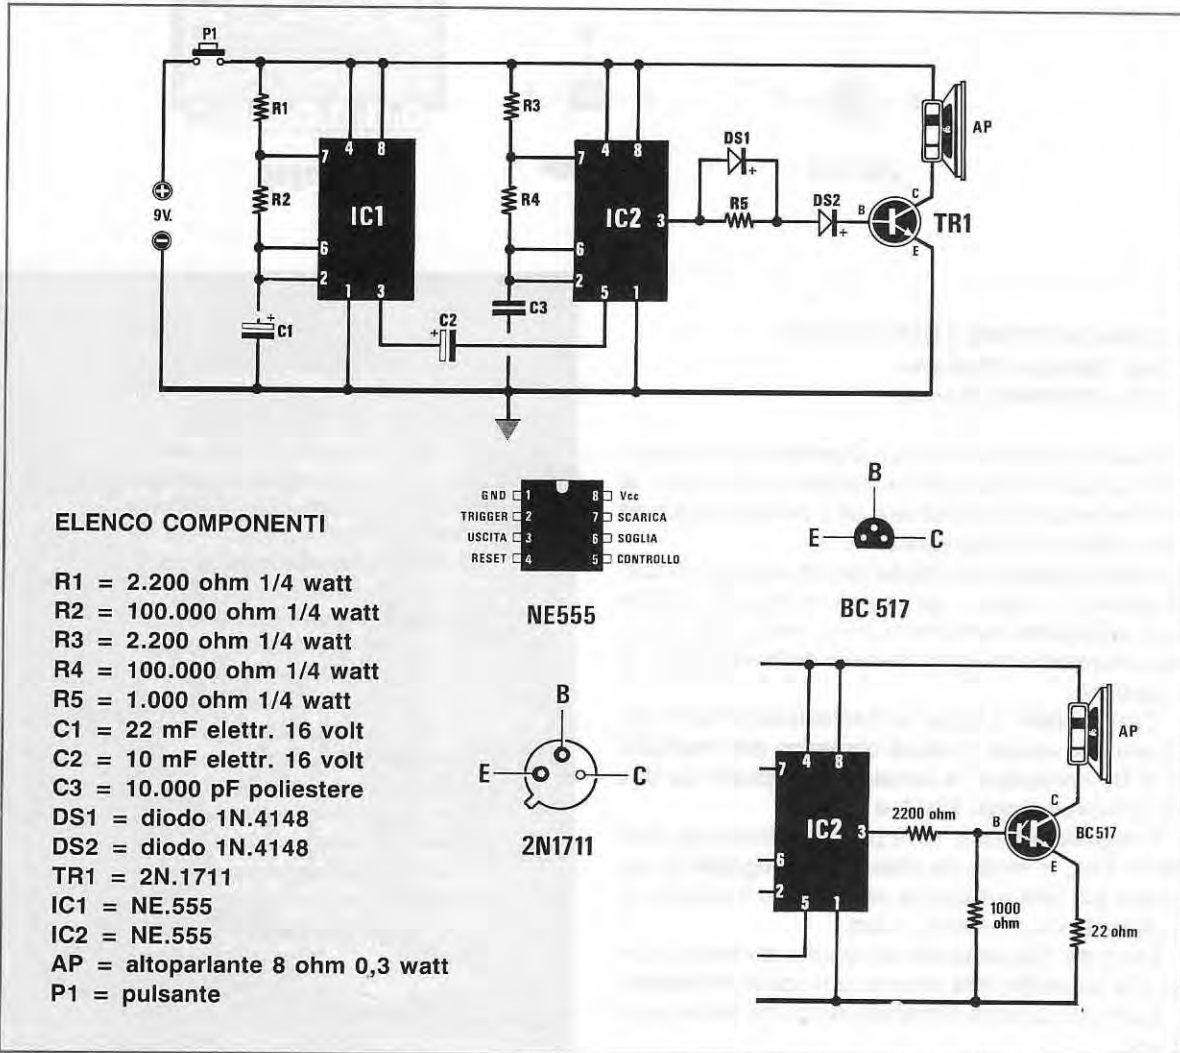 P1
R1
R2
9V.
4 8
7
IC1
6
2
1 3
C1
+
C2
+
R3
R4
C3
4 8
7
IC2
3
6
2
5 1
DS1
+
R5
DS2
+
B
C
E
TR1
AP
GND 1
TRIGGER 2
USCITA 3
RESET 4
8 Vcc
7 SCARICA
6 SOGLIA
5 CONTROLLO
NE555
B
E
C
BC 517
ELENCO COMPONENTI
R1 = 2.200 ohm 1/4 watt
R2 = 100.000 ohm 1/4 watt
R3 = 2.200 ohm 1/4 watt
R4 = 100.000 ohm 1/4 watt
R5 = 1.000 ohm 1/4 watt
C1 = 22 mF elettr. 16 volt
C2 = 10 mF elettr. 16 volt
C3 = 10.000 pF poliestere
DS1 = diodo 1N.4148
DS2 = diodo 1N.4148
TR1 = 2N.1711
IC1 = NE.555
IC2 = NE.555
AP = altoparlante 8 ohm 0,3 watt
P1 = pulsante
B
E
C
2N1711
4 8
7
IC2
3
6
2
5 1
2200 ohm
B
C
E
BC 517
AP
1000
ohm
22 ohm